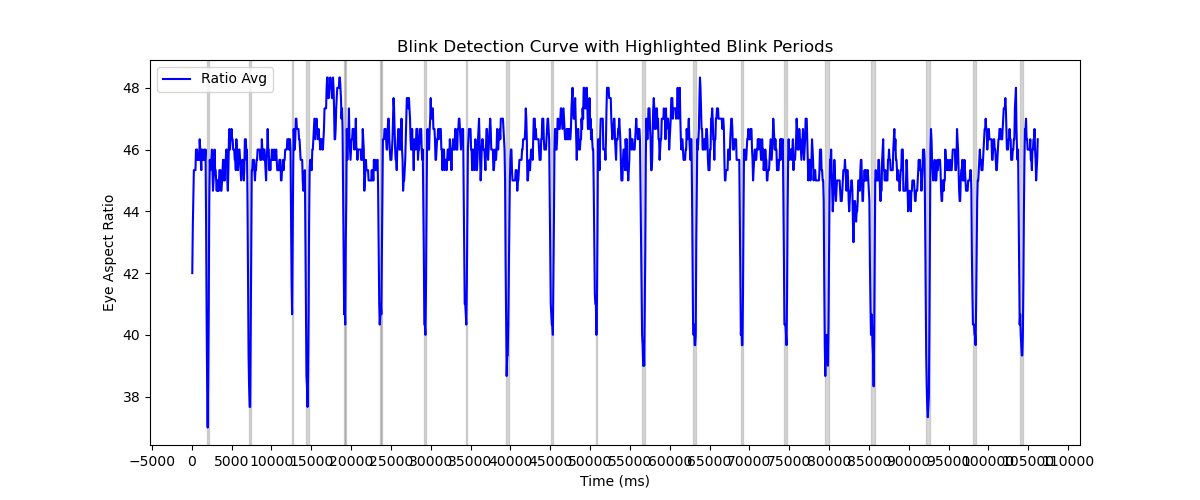 Blink Detection Curve with Highlighted Blink Periods
Ratio Avg
48
46
44
42
40
38
Eye Aspect Ratio
−5000 0 5000 10000 15000 20000 25000 30000 35000 40000 45000 50000 55000 60000 65000 70000 75000 80000 85000 90000 95000 100000 105000 110000
Time (ms)